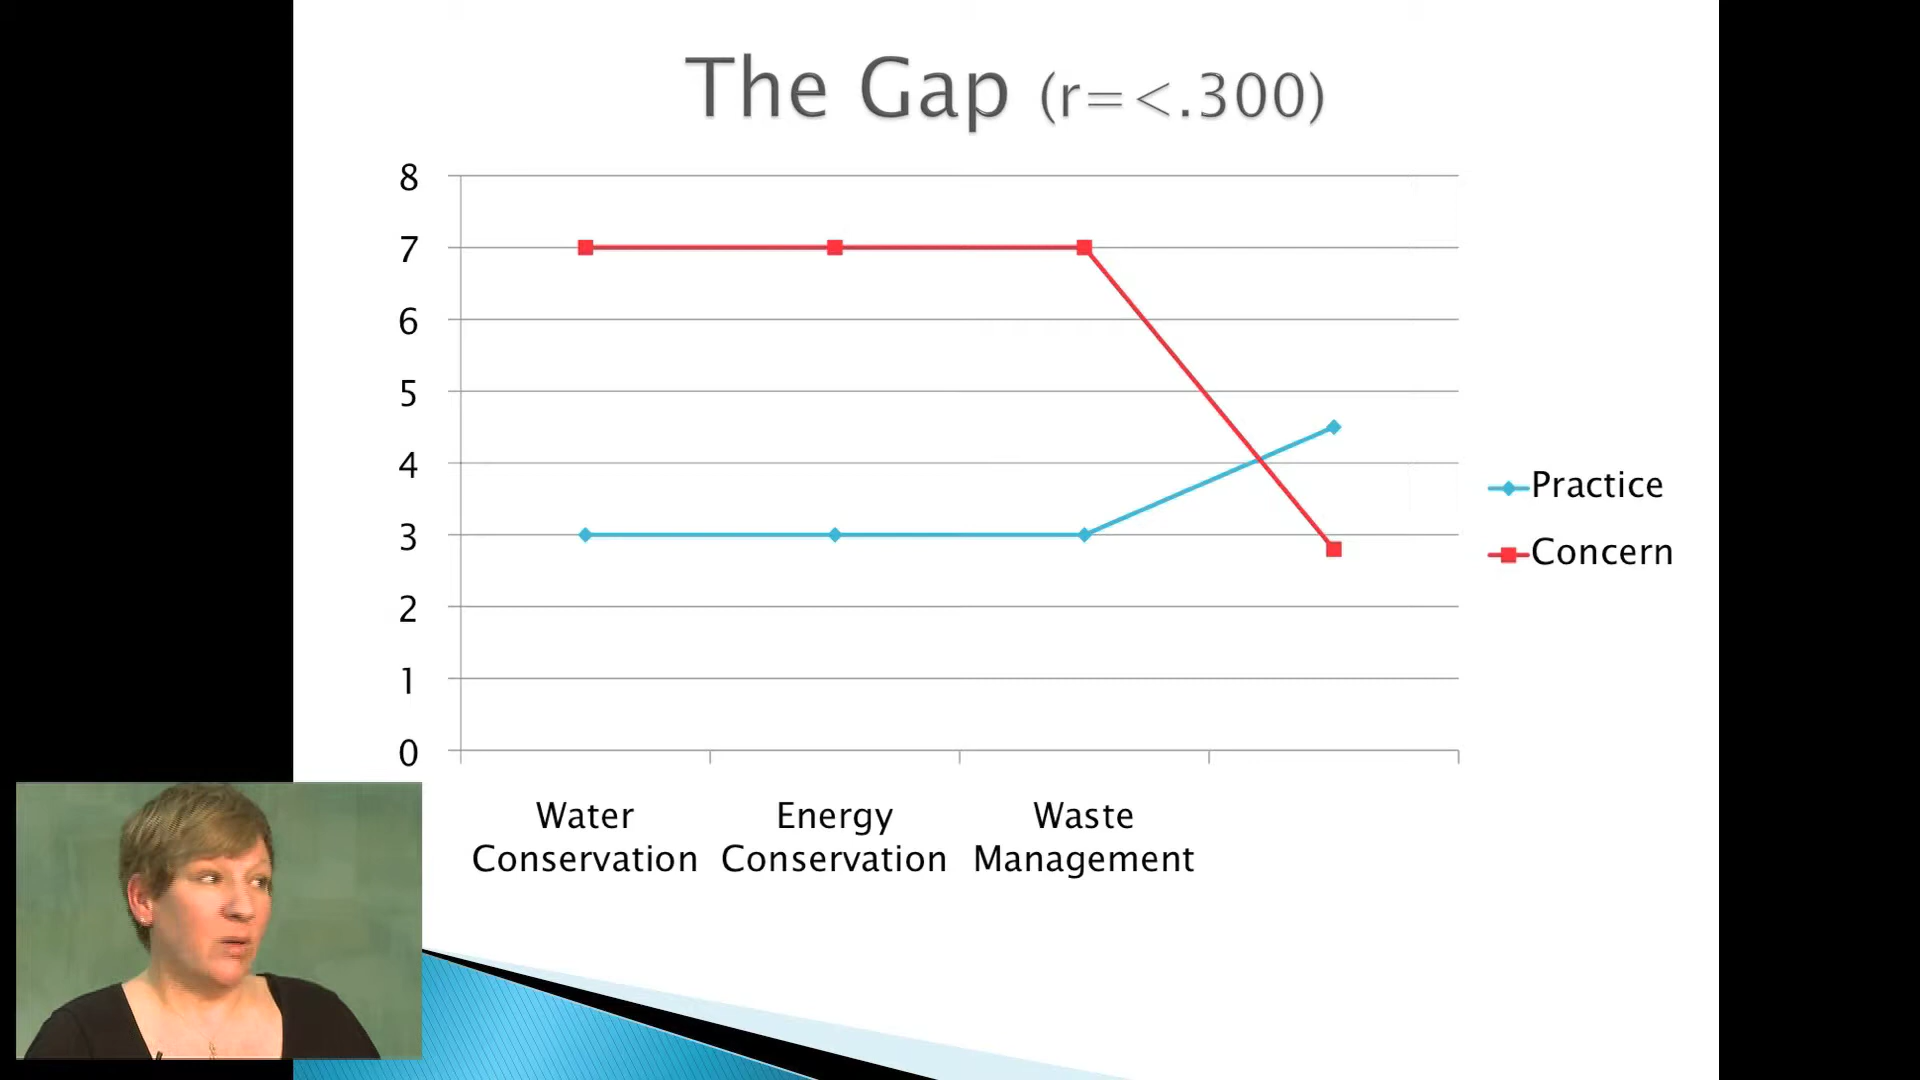 The Gap (r=<.300)
8
7
6
5
4
3
2
1
0
Practice
Concern
Water Conservation
Energy Conservation
Waste Management